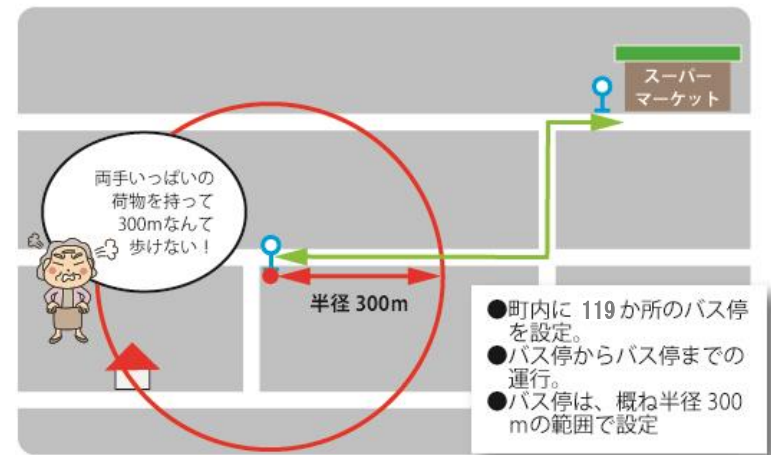 スーパー
マーケット
両手いっぱいの
荷物を持って
300mなんて
歩けない！
半径 300m
●町内に 119か所のバス停
を設定。
●バス停からバス停までの
運行。
●バス停は、概ね半径 300
mの範囲で設定